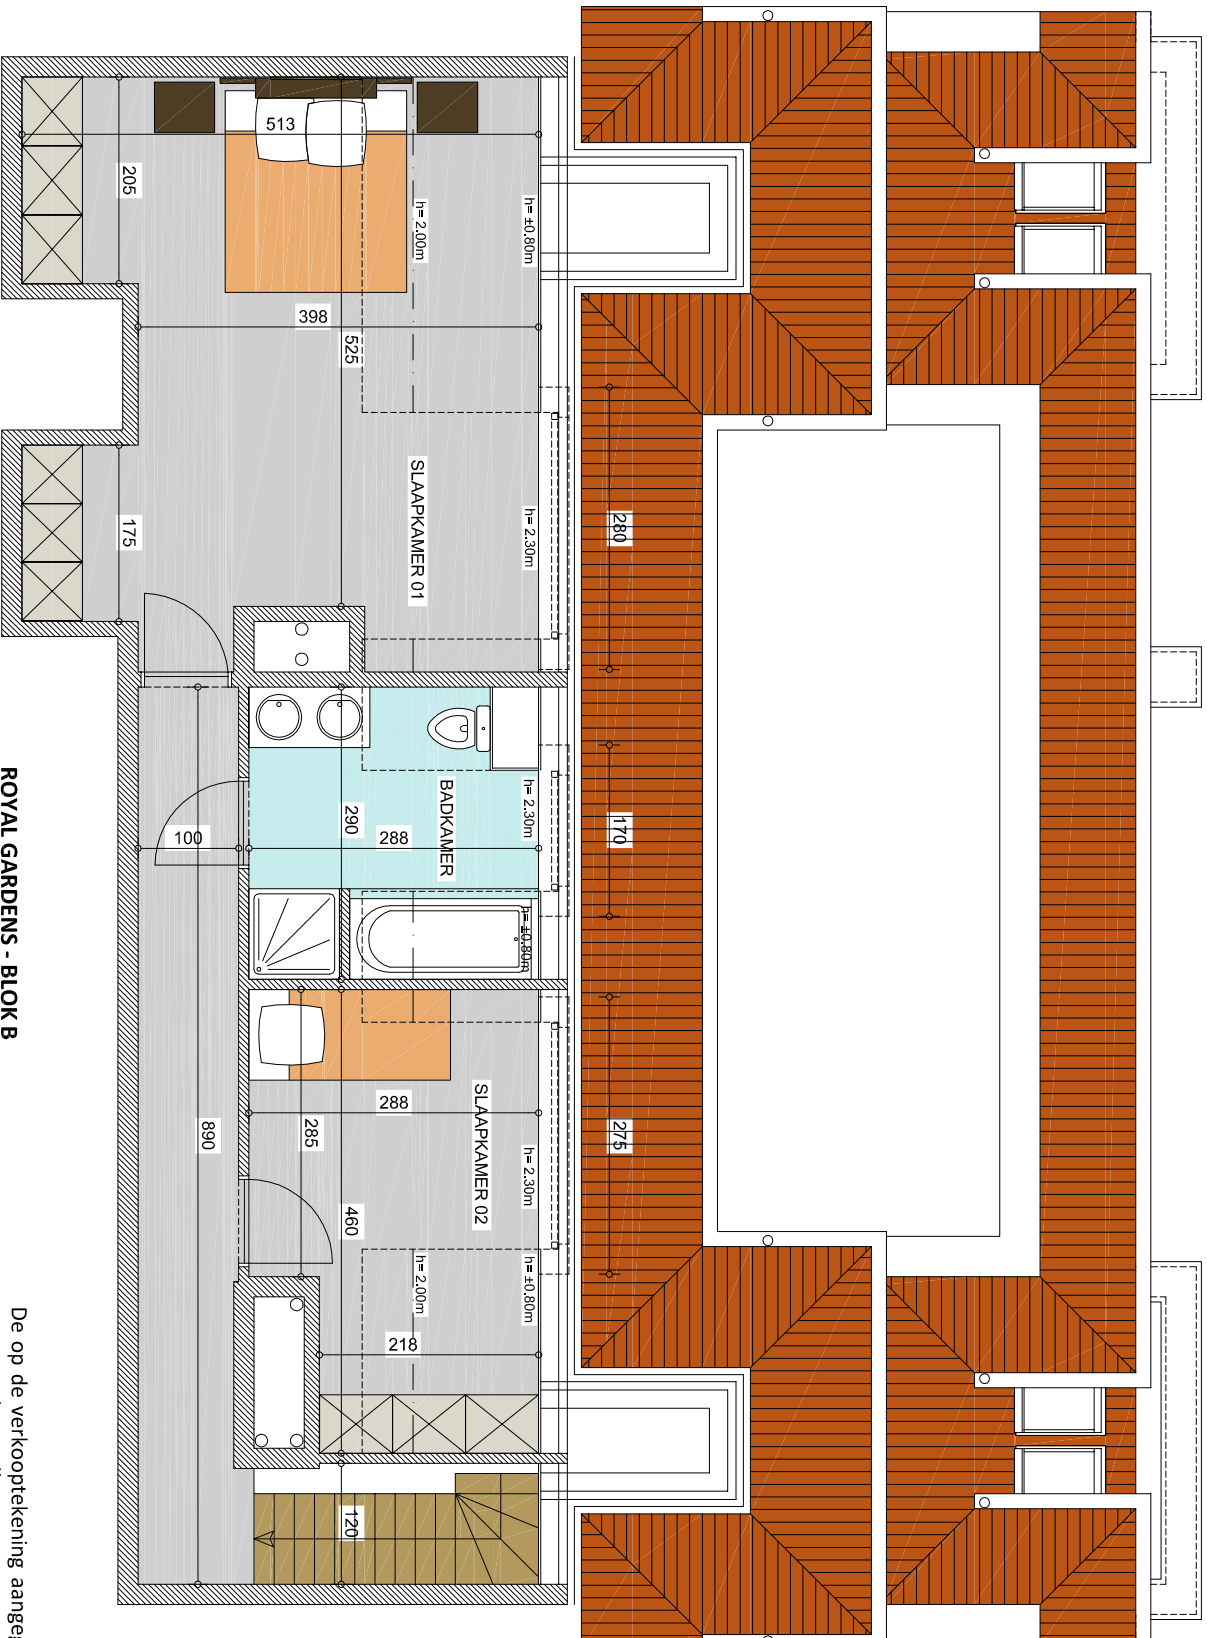 513
205
h= 2.00m
h= ±0.80m
398
525
SLAAPKAMER 01
h= 2.30m
280
175
BADKAMER
h= 2.30m
170
290
288
100
h= ±0.80m
SLAAPKAMER 02
288
285
h= 2.30m
275
890
460
h= 2.00m
h= ±0.80m
218
120
ROYAL GARDENS - BLOK B
De op de verkooptekening